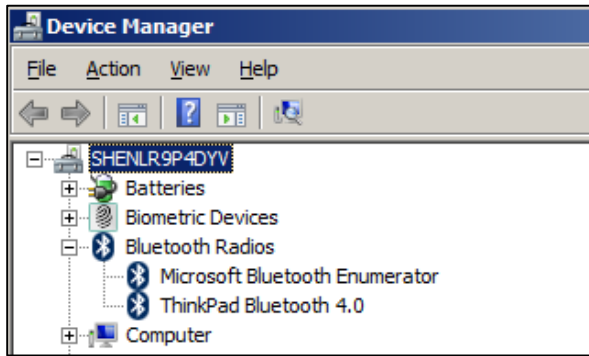 Device Manager
File Action View Help
SHENLR9P4DYV
Batteries
Biometric Devices
Bluetooth Radios
Microsoft Bluetooth Enumerator
ThinkPad Bluetooth 4.0
Computer